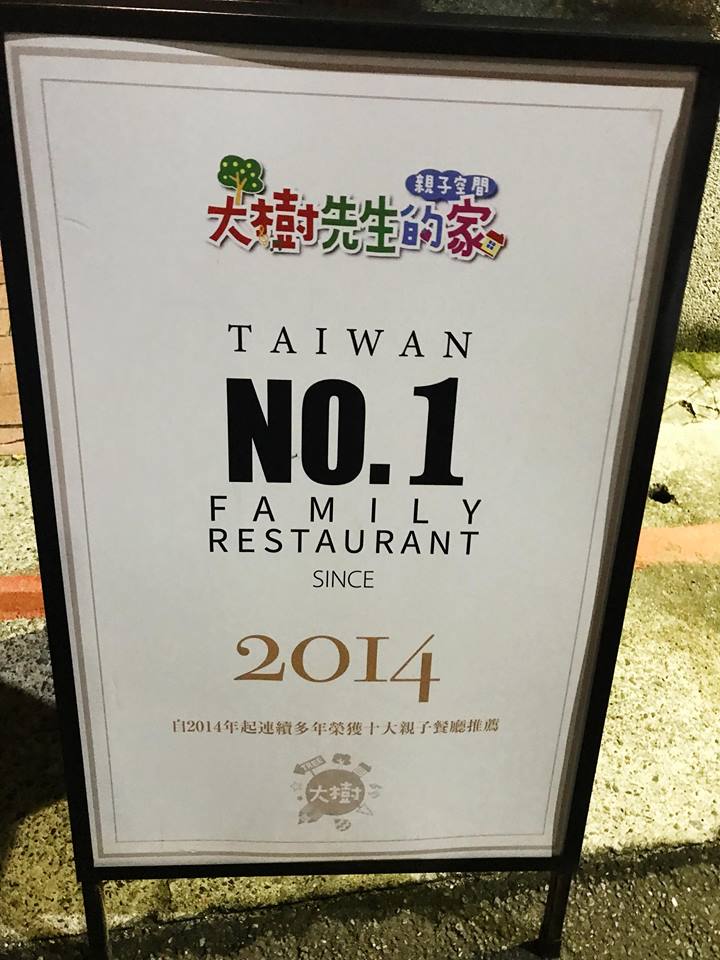 親子空間
大樹先生的家
TAIWAN
NO.1
FAMILY
RESTAURANT
SINCE
2014
自2014年起連續多年榮獲十大親子餐廳推薦
TREE
大樹